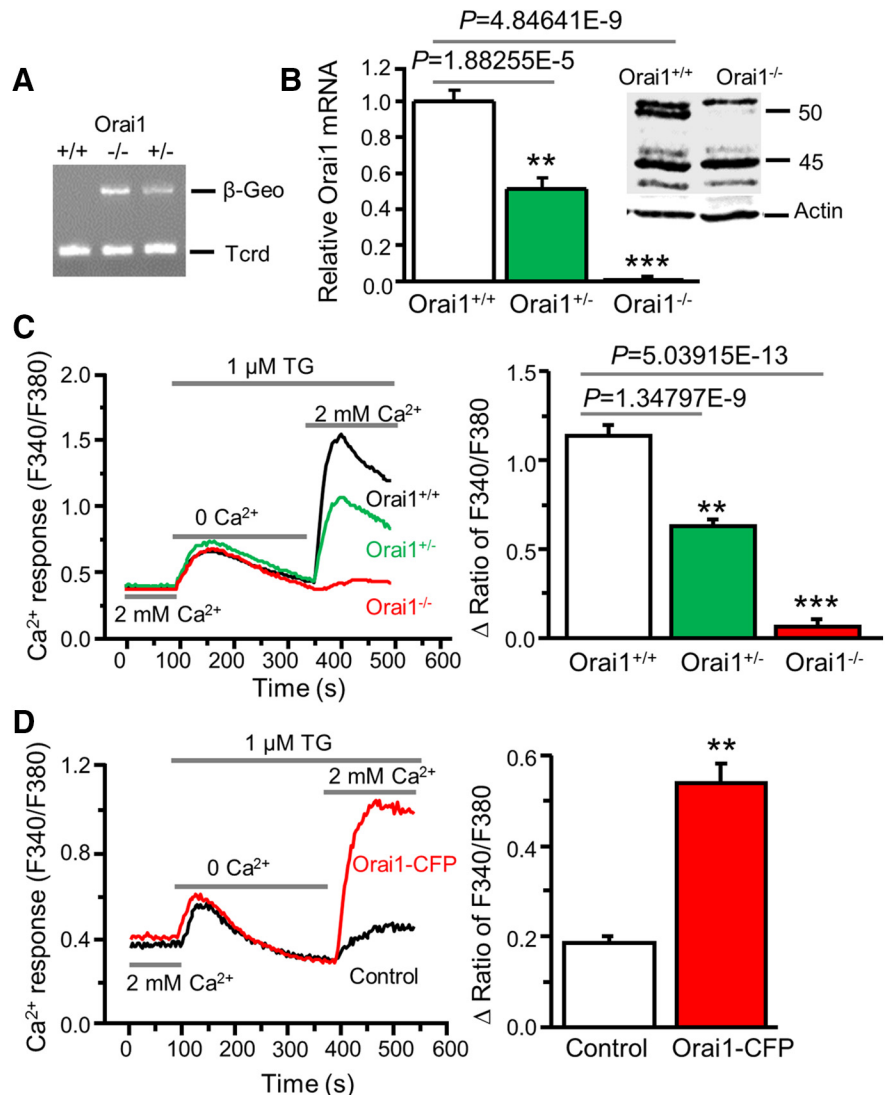 A
Orai1
+/+ -/- +/-
β-Geo
Tcrd
B
P=4.84641E-9
P=1.88255E-5
Relative Orai1 mRNA
1.2
1.0
0.8
0.6
0.4
0.2
0.0
**
***
Orai1+/+ Orai1+/- Orai1-/-
Orai1+/+ Orai1-/-
50
45
Actin
C
Ca2+ response (F340/F380)
2.0
1.5
1.0
0.5
0.0
1 μM TG
2 mM Ca2+
0 Ca2+
2 mM Ca2+
Orai1+/+
Orai1+/-
Orai1-/-
0 100 200 300 400 500 600
Time (s)
Δ Ratio of F340/F380
1.5
1.0
0.5
0.0
P=5.03915E-13
P=1.34797E-9
**
***
Orai1+/+ Orai1+/- Orai1-/-
D
Ca2+ response (F340/F380)
1.2
0.8
0.4
0.0
1 μM TG
2 mM Ca2+
0 Ca2+
Orai1-CFP
2 mM Ca2+
Control
0 100 200 300 400 500 600
Time (s)
Δ Ratio of F340/F380
0.6
0.4
0.2
0.0
**
Control Orai1-CFP